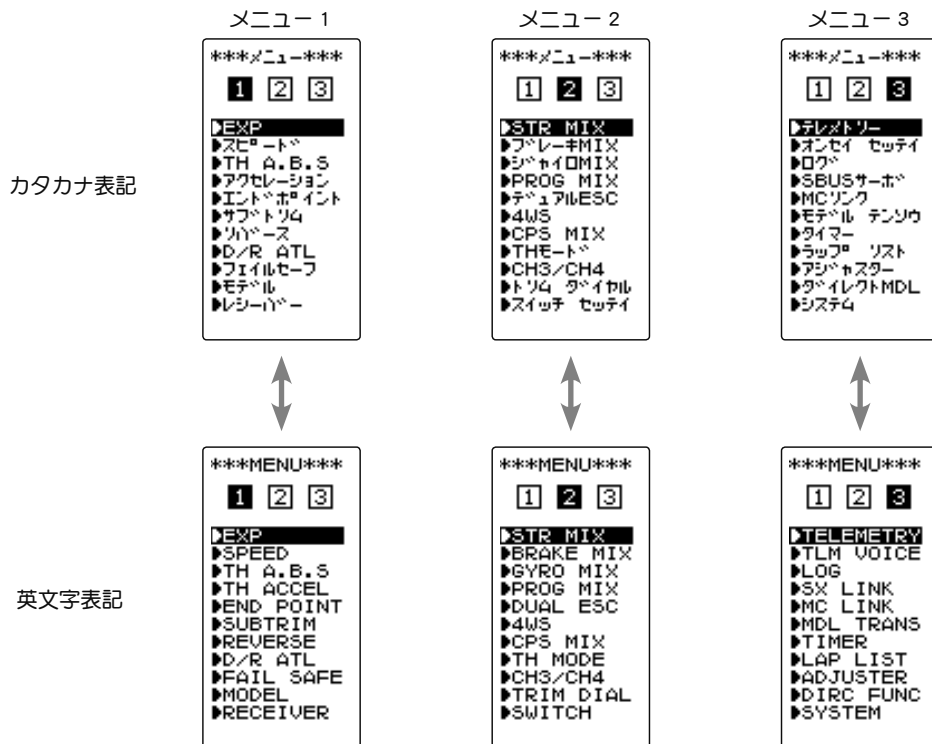 メニュー 1
***メニュー***
1 2 3
EXP
スピード
TH A.B.S
アクセレーション
エンドポイント
サブトリム
リバース
D/R ATL
フェイルセーフ
モデル
レシーバー
メニュー 2
***メニュー***
1 2 3
STR MIX
ブレーキMIX
ジャイロMIX
PROG MIX
デュアルESC
4WS
CPS MIX
THモード
CH3/CH4
トリム ダイヤル
スイッチ セッテイ
メニュー 3
***メニュー***
1 2 3
テレメトリー
オンセイ セッテイ
ログ
SBUSサーボ
MCリンク
モデル テンソウ
タイマー
ラップ リスト
アジャスター
ダイレクトMDL
システム
カタカナ表記
英文字表記
***MENU***
1 2 3
EXP
SPEED
TH A.B.S
TH ACCEL
END POINT
SUBTRIM
REVERSE
D/R ATL
FAIL SAFE
MODEL
RECEIVER
***MENU***
1 2 3
STR MIX
BRAKE MIX
GYRO MIX
PROG MIX
DUAL ESC
4WS
CPS MIX
TH MODE
CH3/CH4
TRIM DIAL
SWITCH
***MENU***
1 2 3
TELEMETRY
TLM VOICE
LOG
SX LINK
MC LINK
MDL TRANS
TIMER
LAP LIST
ADJUSTER
DIRC FUNC
SYSTEM